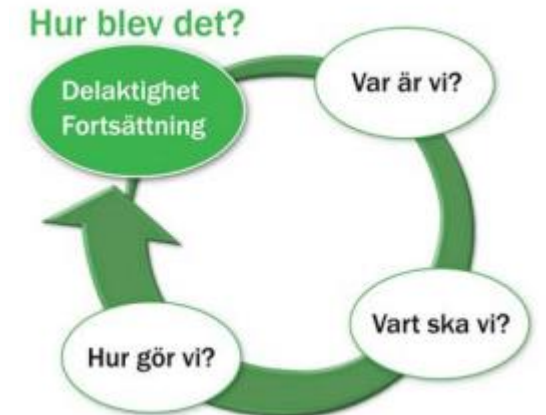 Hur blev det?
Delaktighet
Fortsättning
Var är vi?
Vart ska vi?
Hur gör vi?